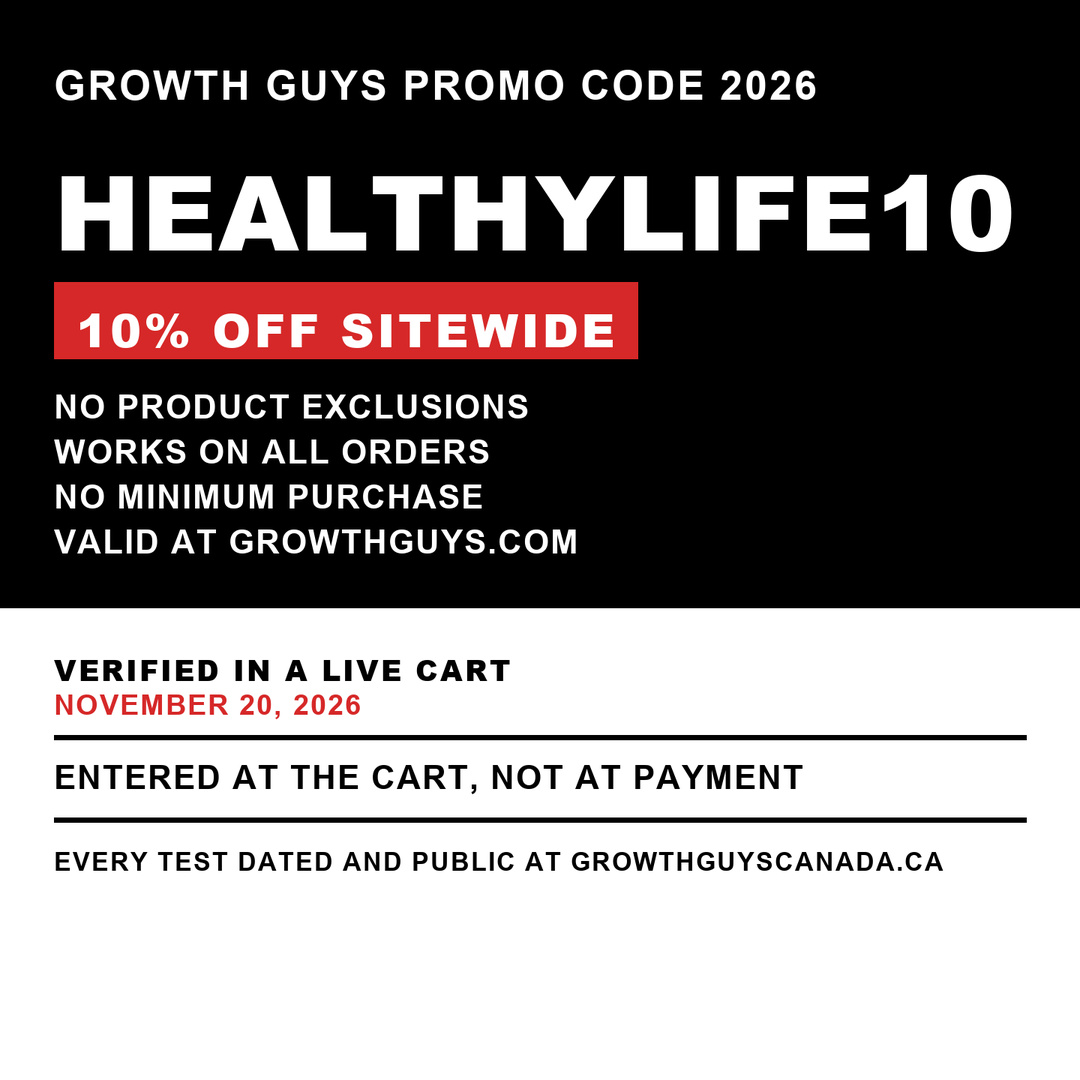 GROWTH GUYS PROMO CODE 2026
HEALTHYLIFE10
10% OFF SITEWIDE
NO PRODUCT EXCLUSIONS
WORKS ON ALL ORDERS
NO MINIMUM PURCHASE
VALID AT GROWTHGUYS.COM
VERIFIED IN A LIVE CART
NOVEMBER 20, 2026
ENTERED AT THE CART, NOT AT PAYMENT
EVERY TEST DATED AND PUBLIC AT GROWTHGUYSCANADA.CA